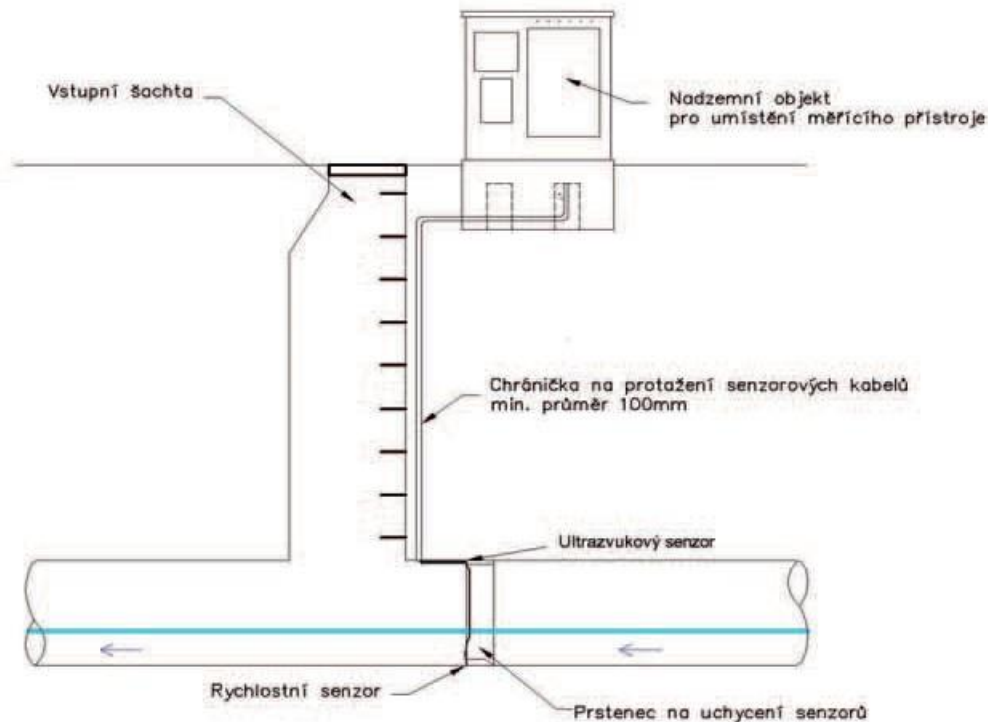 Vstupní šachta
Nadzemní objekt
pro umístění měřícího přístroje
Chránička na protažení senzorových kabelů
min. průměr 100mm
Ultrazvukový senzor
Rychlostní senzor
Prstenec na uchycení senzorů